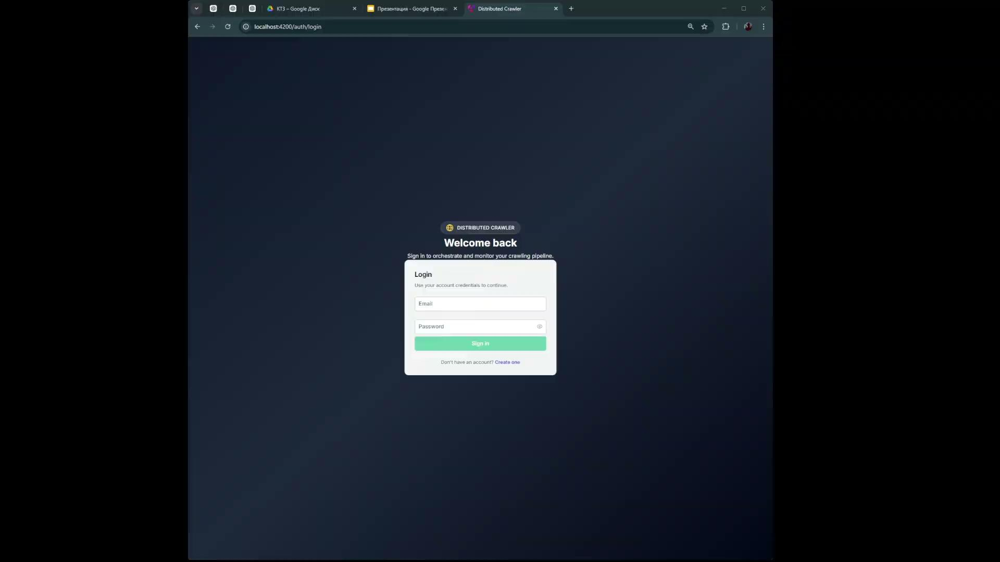 КТ3 – Google Диск
Презентация - Google Презен
Distributed Crawler
localhost:4200/auth/login
DISTRIBUTED CRAWLER
Welcome back
Sign in to orchestrate and monitor your crawling pipeline.
Login
Use your account credentials to continue.
Email
Password
Sign in
Don't have an account? Create one